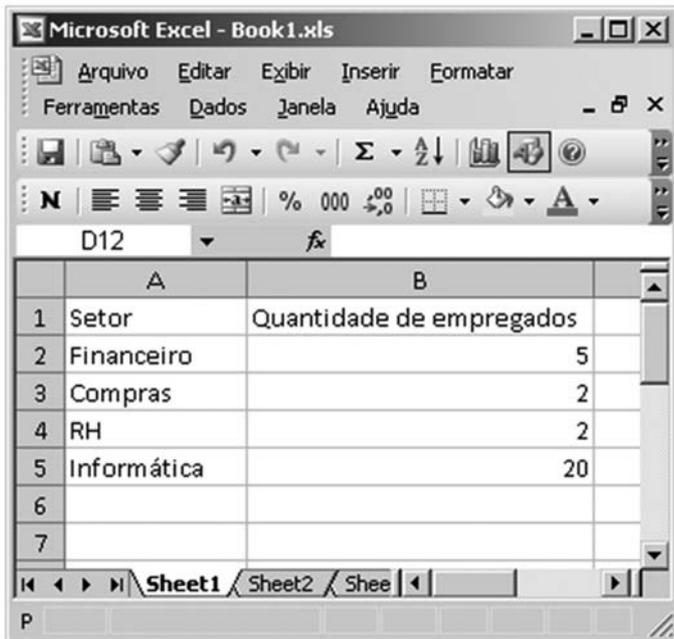 Microsoft Excel - Book1.xls
Arquivo Editar Exibir Inserir Formatar
Ferramentas Dados Janela Ajuda
Σ A Z
N a % 000 ,00 ,0 A
D12 fx
A B
1 Setor Quantidade de empregados
2 Financeiro 5
3 Compras 2
4 RH 2
5 Informática 20
6
7
Sheet1 Sheet2 Shee
P